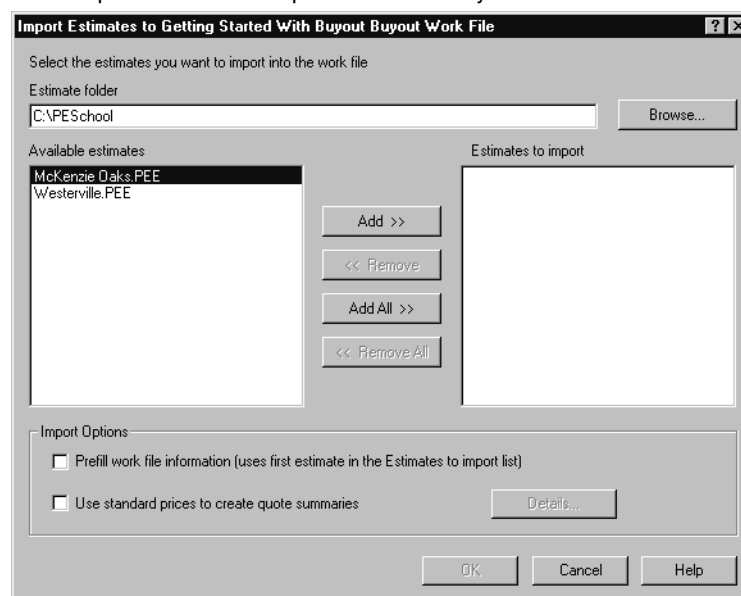 Import Estimates to Getting Started With Buyout Buyout Work File
Select the estimates you want to import into the work file
Estimate folder
C:\PESchool
Browse...
Available estimates
Estimates to import
McKenzie Oaks.PEE
Westerville.PEE
Add >>
<< Remove
Add All >>
<< Remove All
Import Options
Prefill work file information (uses first estimate in the Estimates to import list)
Use standard prices to create quote summaries
Details...
OK
Cancel
Help